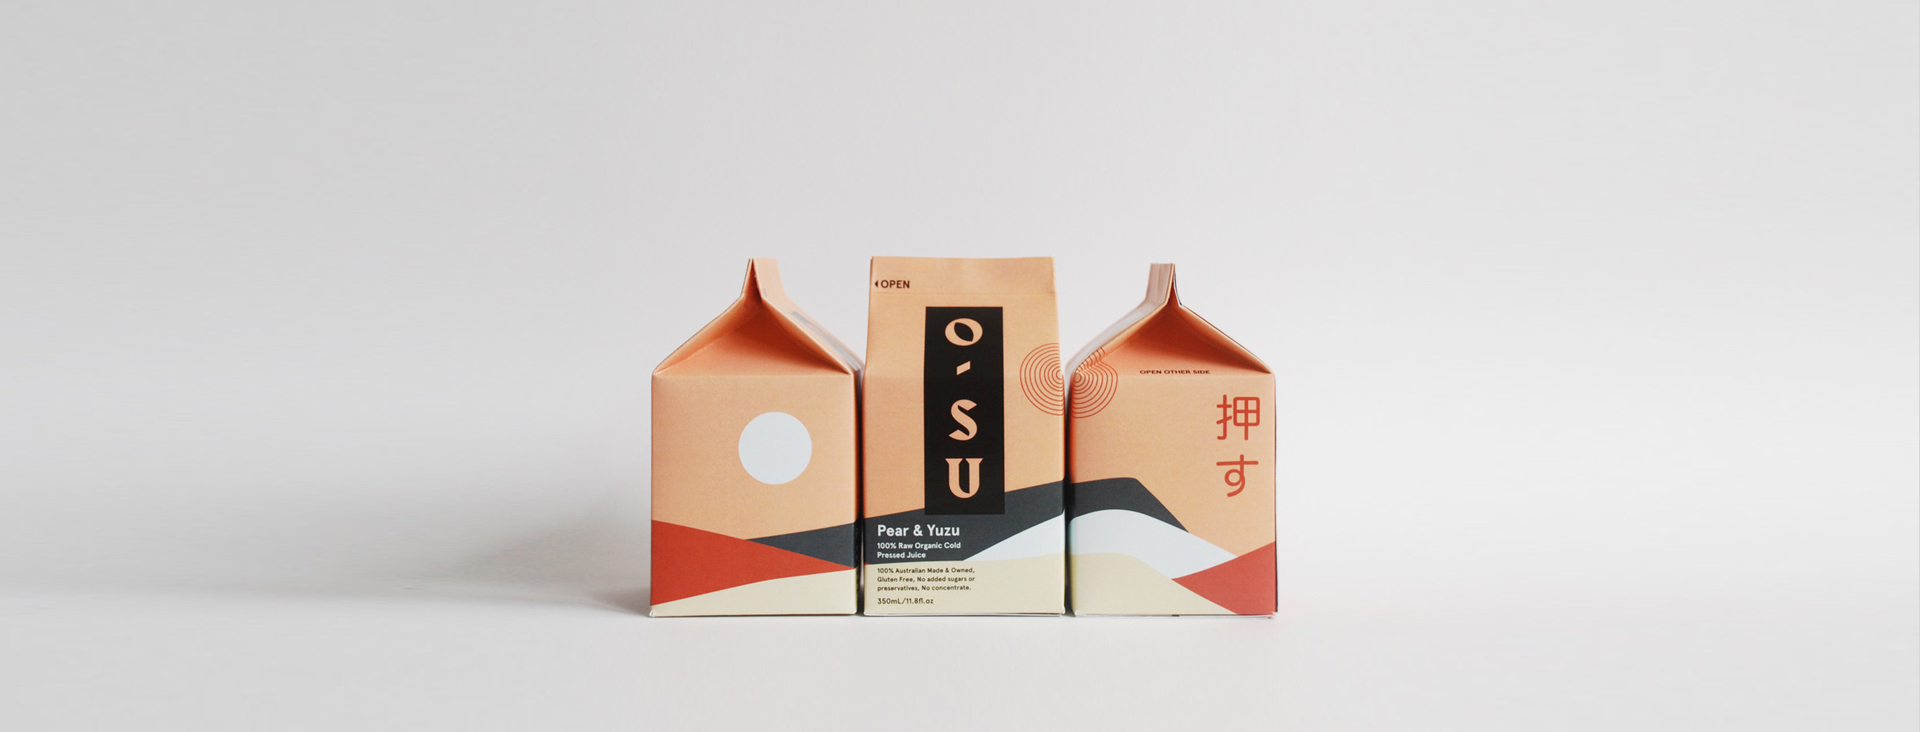 OPEN
O-SU
Pear & Yuzu
100% Raw Organic Cold
Pressed Juice
100% Australian Made & Owned,
Gluten Free, No added sugars or
preservatives, No concentrate.
350mL/11.8fl.oz
OPEN OTHER SIDE
押す